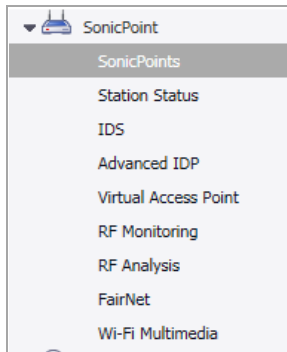 SonicPoint
SonicPoints
Station Status
IDS
Advanced IDP
Virtual Access Point
RF Monitoring
RF Analysis
FairNet
Wi-Fi Multimedia